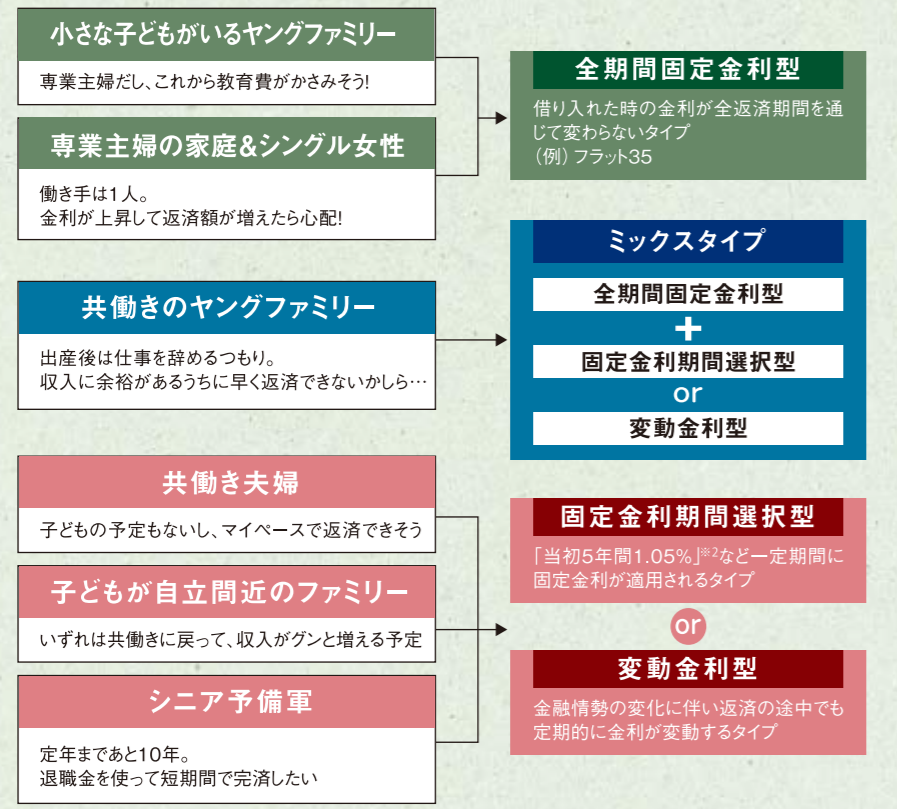 小さな子どもがいるヤングファミリー
専業主婦だし、これから教育費がかさみそう!
専業主婦の家庭&シングル女性
働き手は1人。
金利が上昇して返済額が増えたら心配!
全期間固定金利型
借り入れた時の金利が全返済期間を通
じて変わらないタイプ
（例）フラット35
共働きのヤングファミリー
出産後は仕事を辞めるつもり。
収入に余裕があるうちに早く返済できないかしら…
ミックスタイプ
全期間固定金利型
+
固定金利期間選択型
or
変動金利型
共働き夫婦
子どもの予定もないし、マイペースで返済できそう
子どもが自立間近のファミリー
いずれは共働きに戻って、収入がグンと増える予定
シニア予備軍
定年まであと10年。
退職金を使って短期間で完済したい
固定金利期間選択型
「当初5年間1.05%」※2など一定期間に
固定金利が適用されるタイプ
or
変動金利型
金融情勢の変化に伴い返済の途中でも
定期的に金利が変動するタイプ